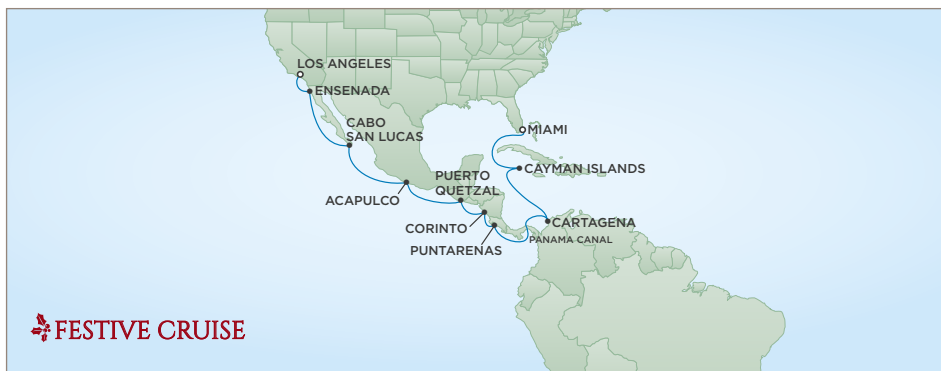 LOS ANGELES
ENSENADA
CABO
SAN LUCAS
MIAMI
CAYMAN ISLANDS
PUERTO
QUETZAL
ACAPULCO
CORINTO
CARTAGENA
PANAMA CANAL
PUNTARENAS
FESTIVE CRUISE